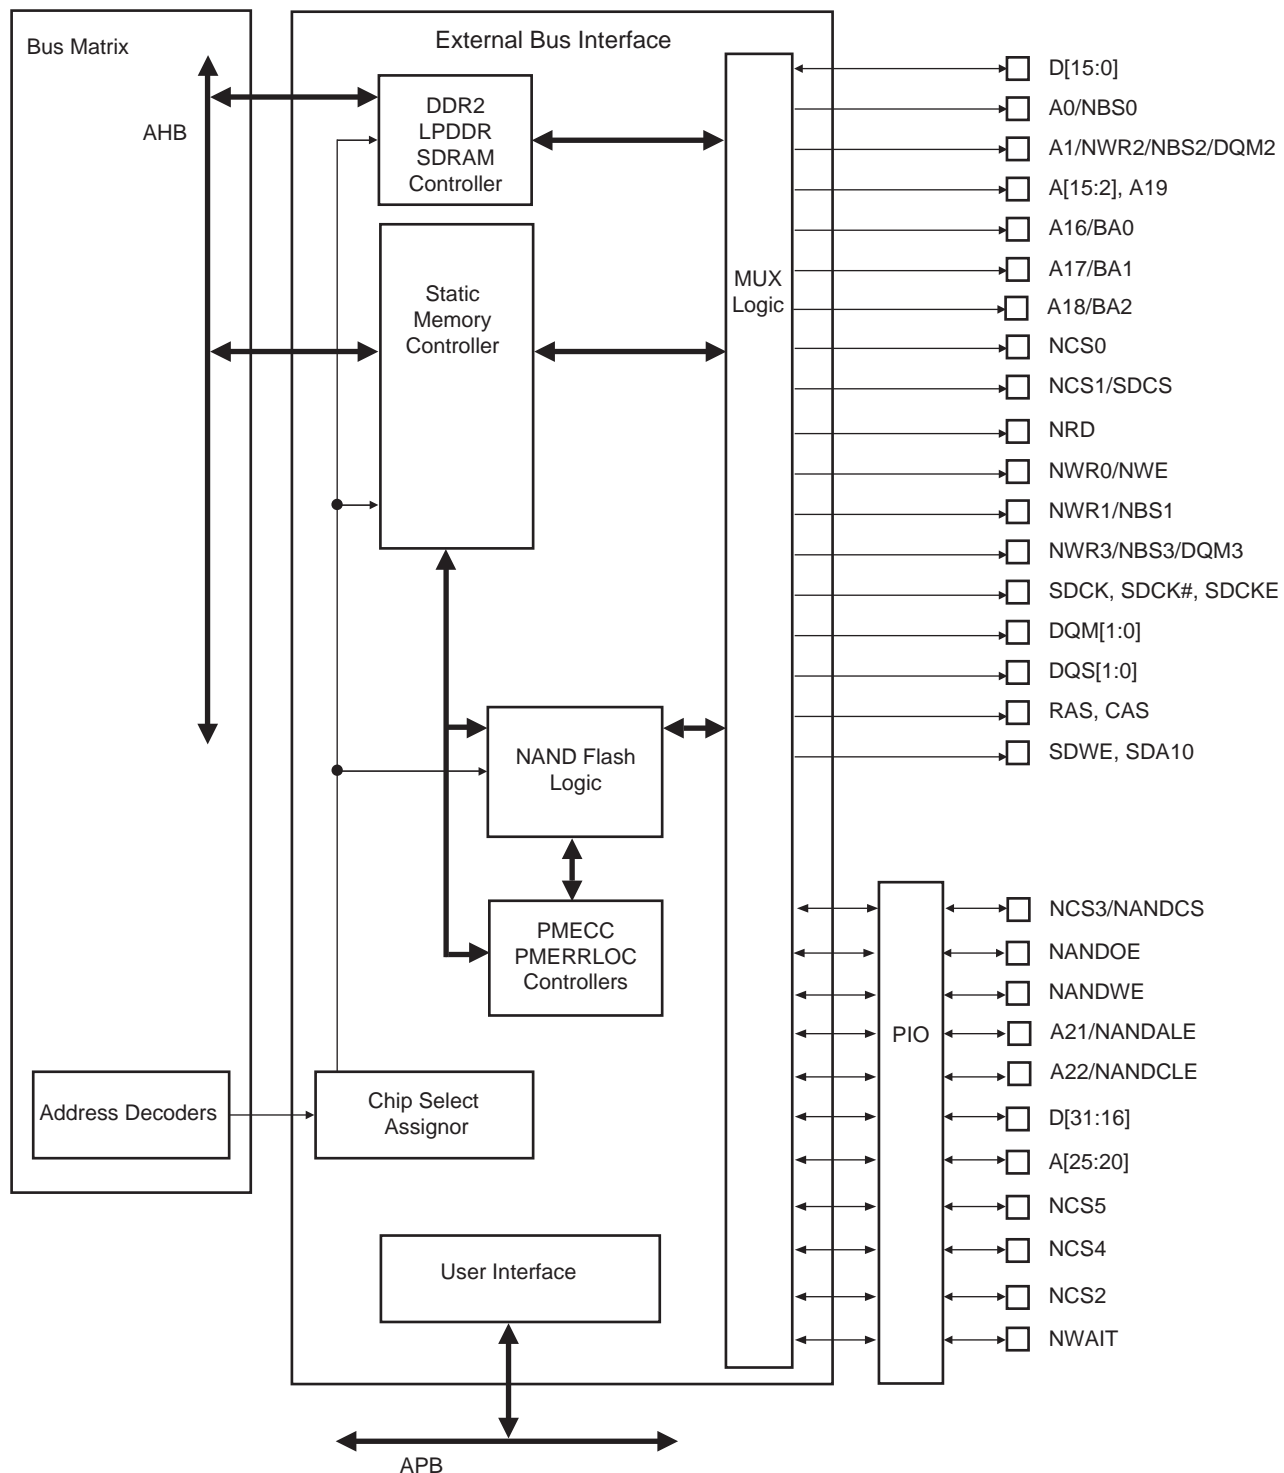 Bus Matrix
AHB
Address Decoders
External Bus Interface
DDR2
LPDDR
SDRAM
Controller
Static
Memory
Controller
NAND Flash
Logic
PMECC
PMERRLOC
Controllers
Chip Select
Assignor
User Interface
APB
MUX
Logic
D[15:0]
A0/NBS0
A1/NWR2/NBS2/DQM2
A[15:2], A19
A16/BA0
A17/BA1
A18/BA2
NCS0
NCS1/SDCS
NRD
NWR0/NWE
NWR1/NBS1
NWR3/NBS3/DQM3
SDCK, SDCK#, SDCKE
DQM[1:0]
DQS[1:0]
RAS, CAS
SDWE, SDA10
PIO
NCS3/NANDCS
NANDOE
NANDWE
A21/NANDALE
A22/NANDCLE
D[31:16]
A[25:20]
NCS5
NCS4
NCS2
NWAIT